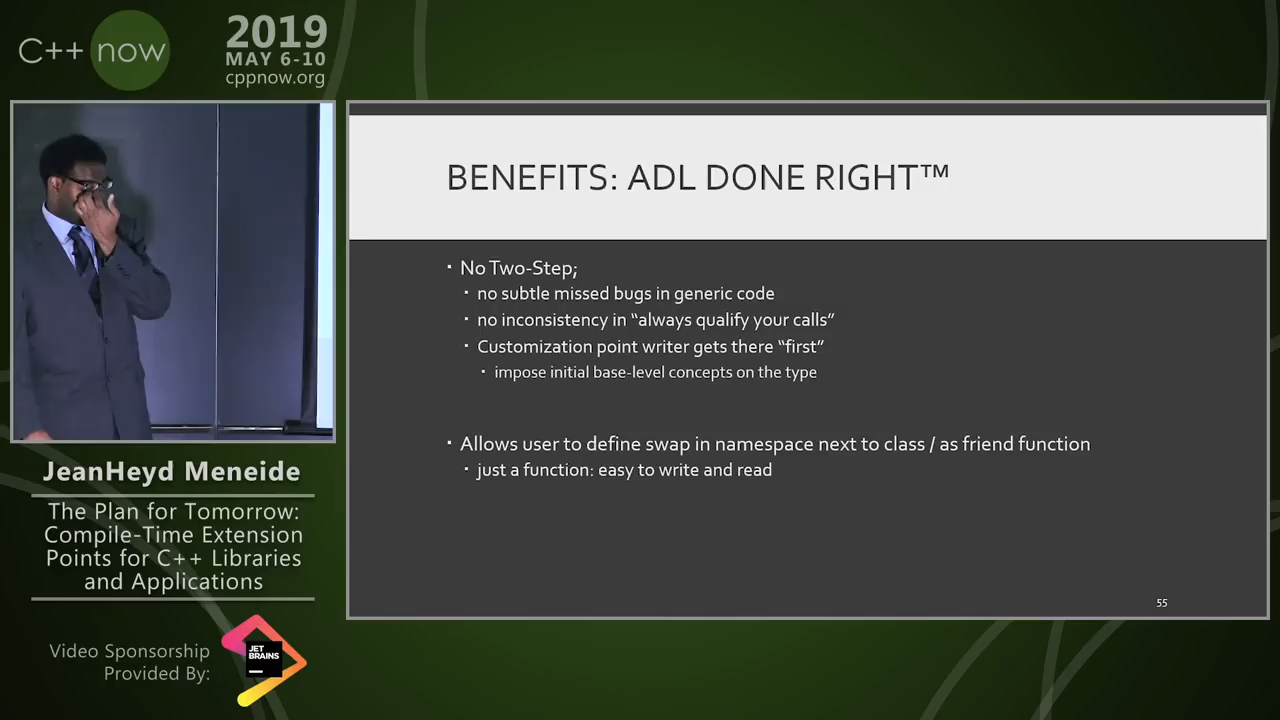 C++ now
2019
MAY 6-10
cppnow.org
BENEFITS: ADL DONE RIGHT™
▪ No Two-Step;
▪ no subtle missed bugs in generic code
▪ no inconsistency in “always qualify your calls”
▪ Customization point writer gets there “first”
▪ impose initial base-level concepts on the type
▪ Allows user to define swap in namespace next to class / as friend function
▪ just a function: easy to write and read
55
JeanHeyd Meneide
The Plan for Tomorrow:
Compile-Time Extension
Points for C++ Libraries
and Applications
Video Sponsorship
Provided By:
JET
BRAINS